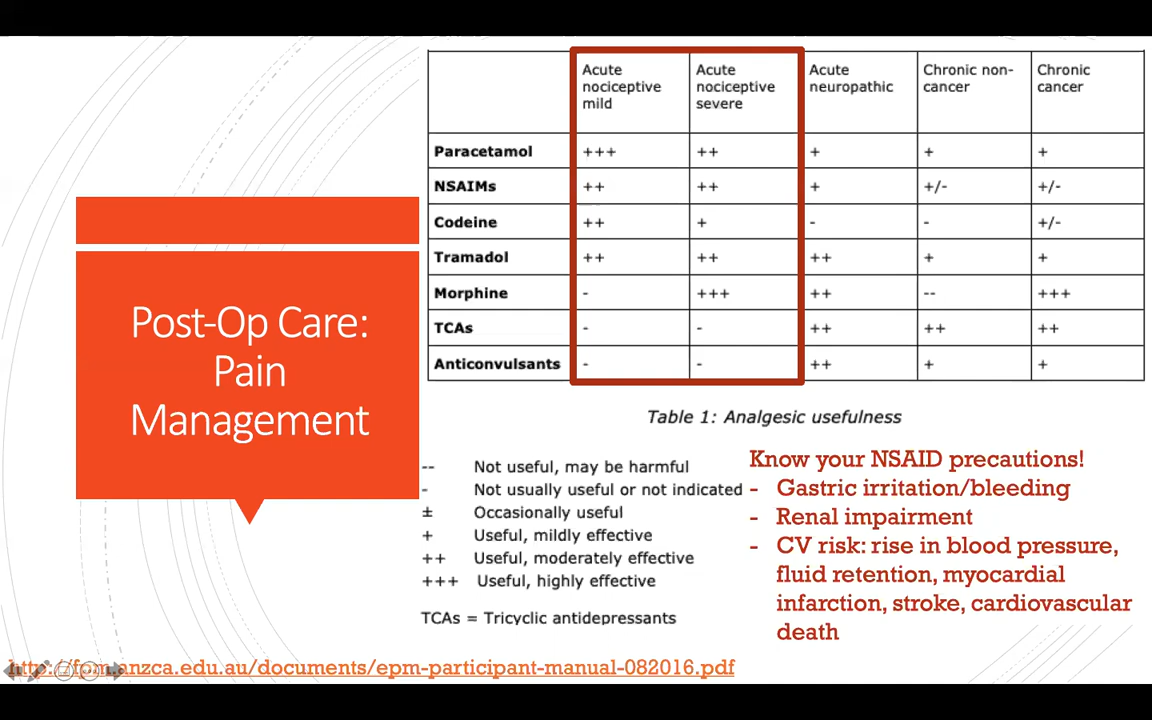 Post-Op Care:
Pain
Management
Acute nociceptive mild | Acute nociceptive severe | Acute neuropathic | Chronic non-cancer | Chronic cancer
Paracetamol +++ ++ + + +
NSAIMs ++ ++ + +/- +/-
Codeine ++ + - - +/-
Tramadol ++ ++ ++ + +
Morphine - +++ ++ -- +++
TCAs - - ++ ++ ++
Anticonvulsants - - ++ + +
Table 1: Analgesic usefulness
-- Not useful, may be harmful
- Not usually useful or not indicated
± Occasionally useful
+ Useful, mildly effective
++ Useful, moderately effective
+++ Useful, highly effective
TCAs = Tricyclic antidepressants
Know your NSAID precautions!
- Gastric irritation/bleeding
- Renal impairment
- CV risk: rise in blood pressure,
fluid retention, myocardial
infarction, stroke, cardiovascular
death
http://fpm.anzca.edu.au/documents/epm-participant-manual-082016.pdf